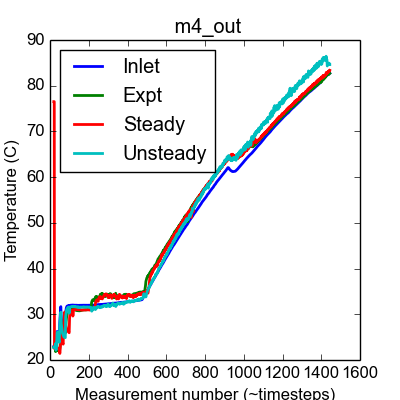 m4_out
90
80
70
60
50
40
30
20
Temperature (C)
Inlet
Expt
Steady
Unsteady
0 200 400 600 800 1000 1200 1400 1600
Measurement number (~timesteps)